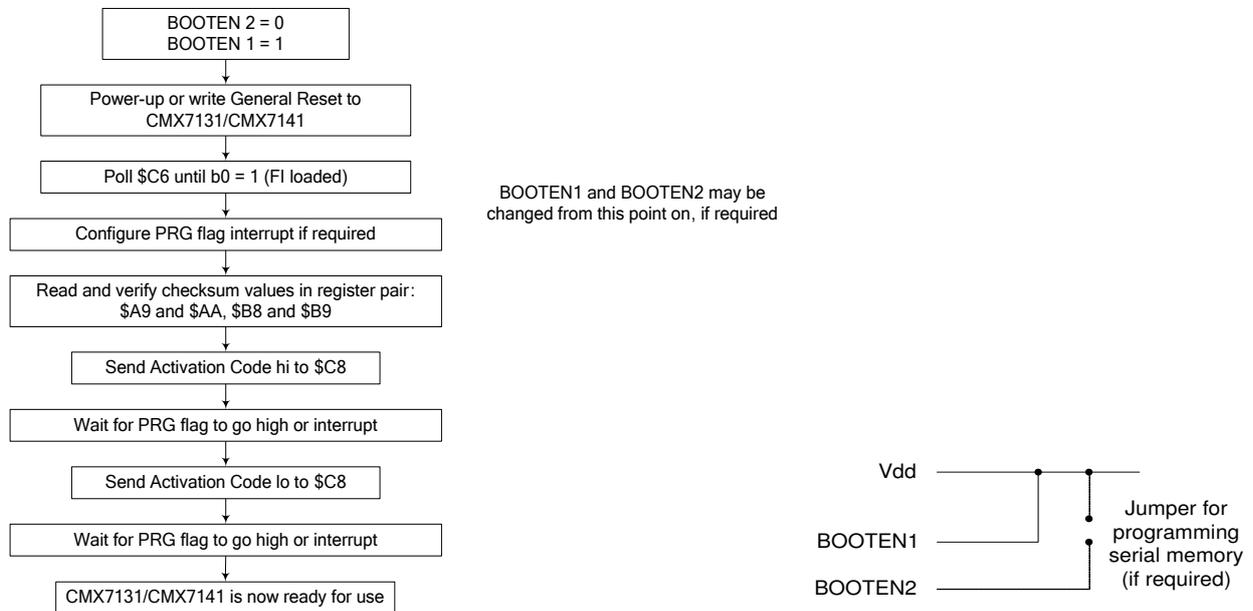 BOOTEN 2 = 0
BOOTEN 1 = 1
Power-up or write General Reset to
CMX7131/CMX7141
Poll $C6 until b0 = 1 (FI loaded)
BOOTEN1 and BOOTEN2 may be
changed from this point on, if required
Configure PRG flag interrupt if required
Read and verify checksum values in register pair:
$A9 and $AA, $B8 and $B9
Send Activation Code hi to $C8
Wait for PRG flag to go high or interrupt
Send Activation Code lo to $C8
Wait for PRG flag to go high or interrupt
CMX7131/CMX7141 is now ready for use
Vdd
BOOTEN1
BOOTEN2
Jumper for
programming
serial memory
(if required)